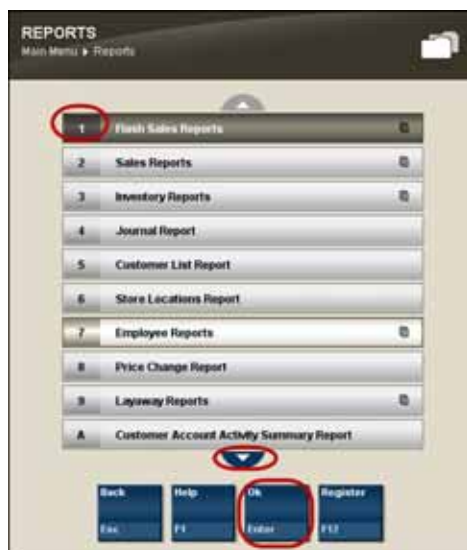 REPORTS
Main Menu ▸ Reports
1 Flash Sales Reports
2 Sales Reports
3 Inventory Reports
4 Journal Report
5 Customer List Report
6 Store Locations Report
7 Employee Reports
8 Price Change Report
9 Layaway Reports
A Customer Account Activity Summary Report
Back Help Ok Register
Esc F1 Enter F12